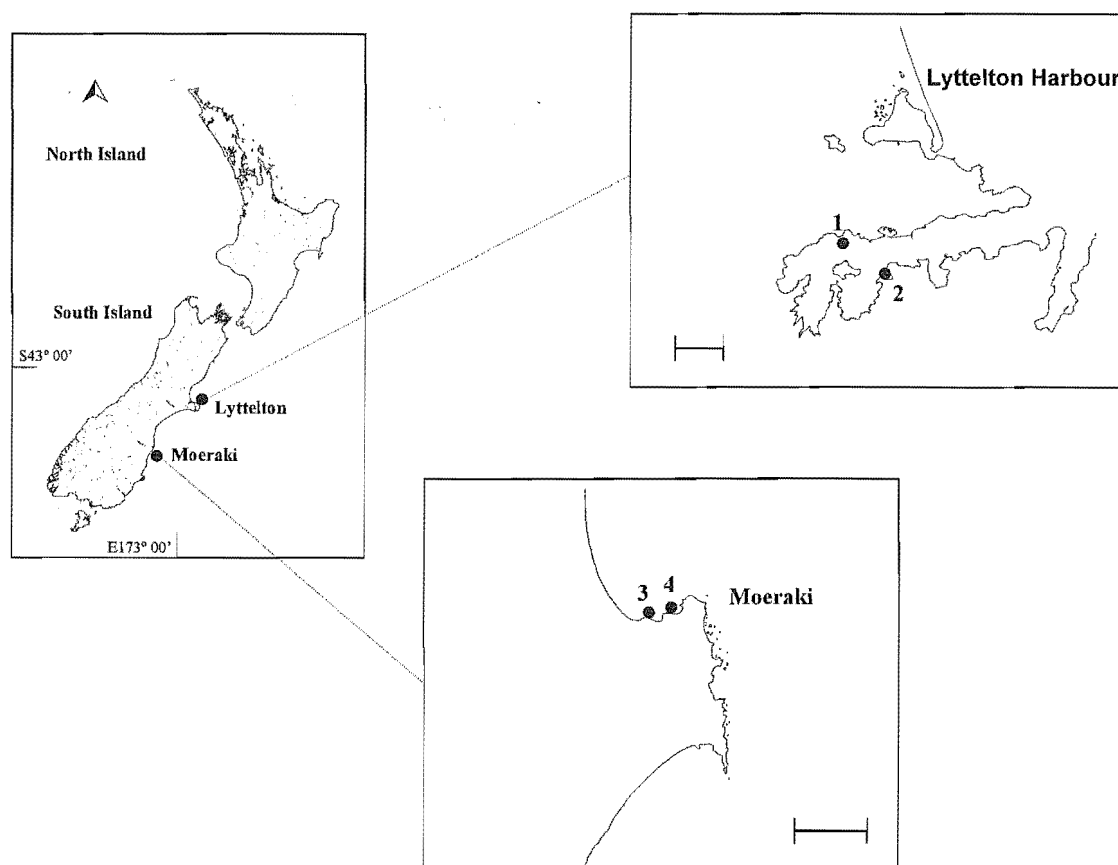 North Island
South Island
S43° 00'
Lyttelton
Moeraki
E173° 00'
Lyttelton Harbour
1
2
3
4
Moeraki